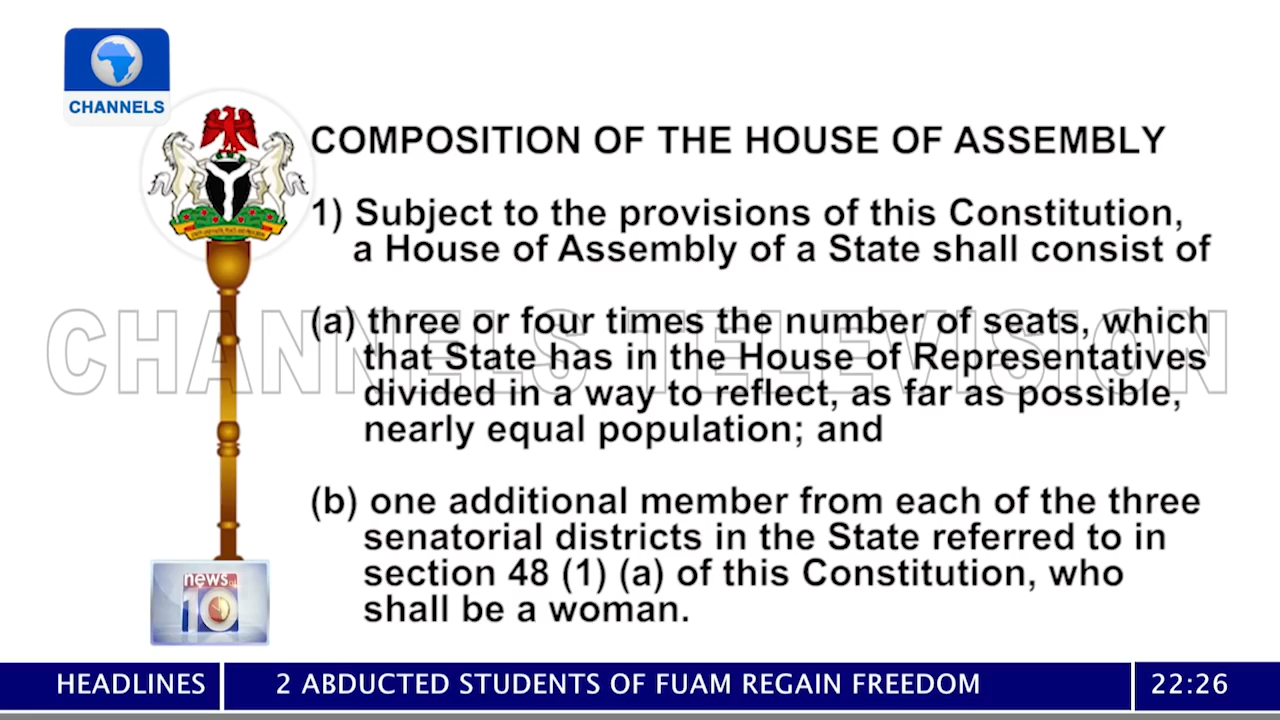 CHANNELS
COMPOSITION OF THE HOUSE OF ASSEMBLY
1) Subject to the provisions of this Constitution,
a House of Assembly of a State shall consist of
CHANNELS TELEVISION
(a) three or four times the number of seats, which
that State has in the House of Representatives
divided in a way to reflect, as far as possible,
nearly equal population; and
(b) one additional member from each of the three
senatorial districts in the State referred to in
section 48 (1) (a) of this Constitution, who
shall be a woman.
news at
10
HEADLINES 2 ABDUCTED STUDENTS OF FUAM REGAIN FREEDOM 22:26